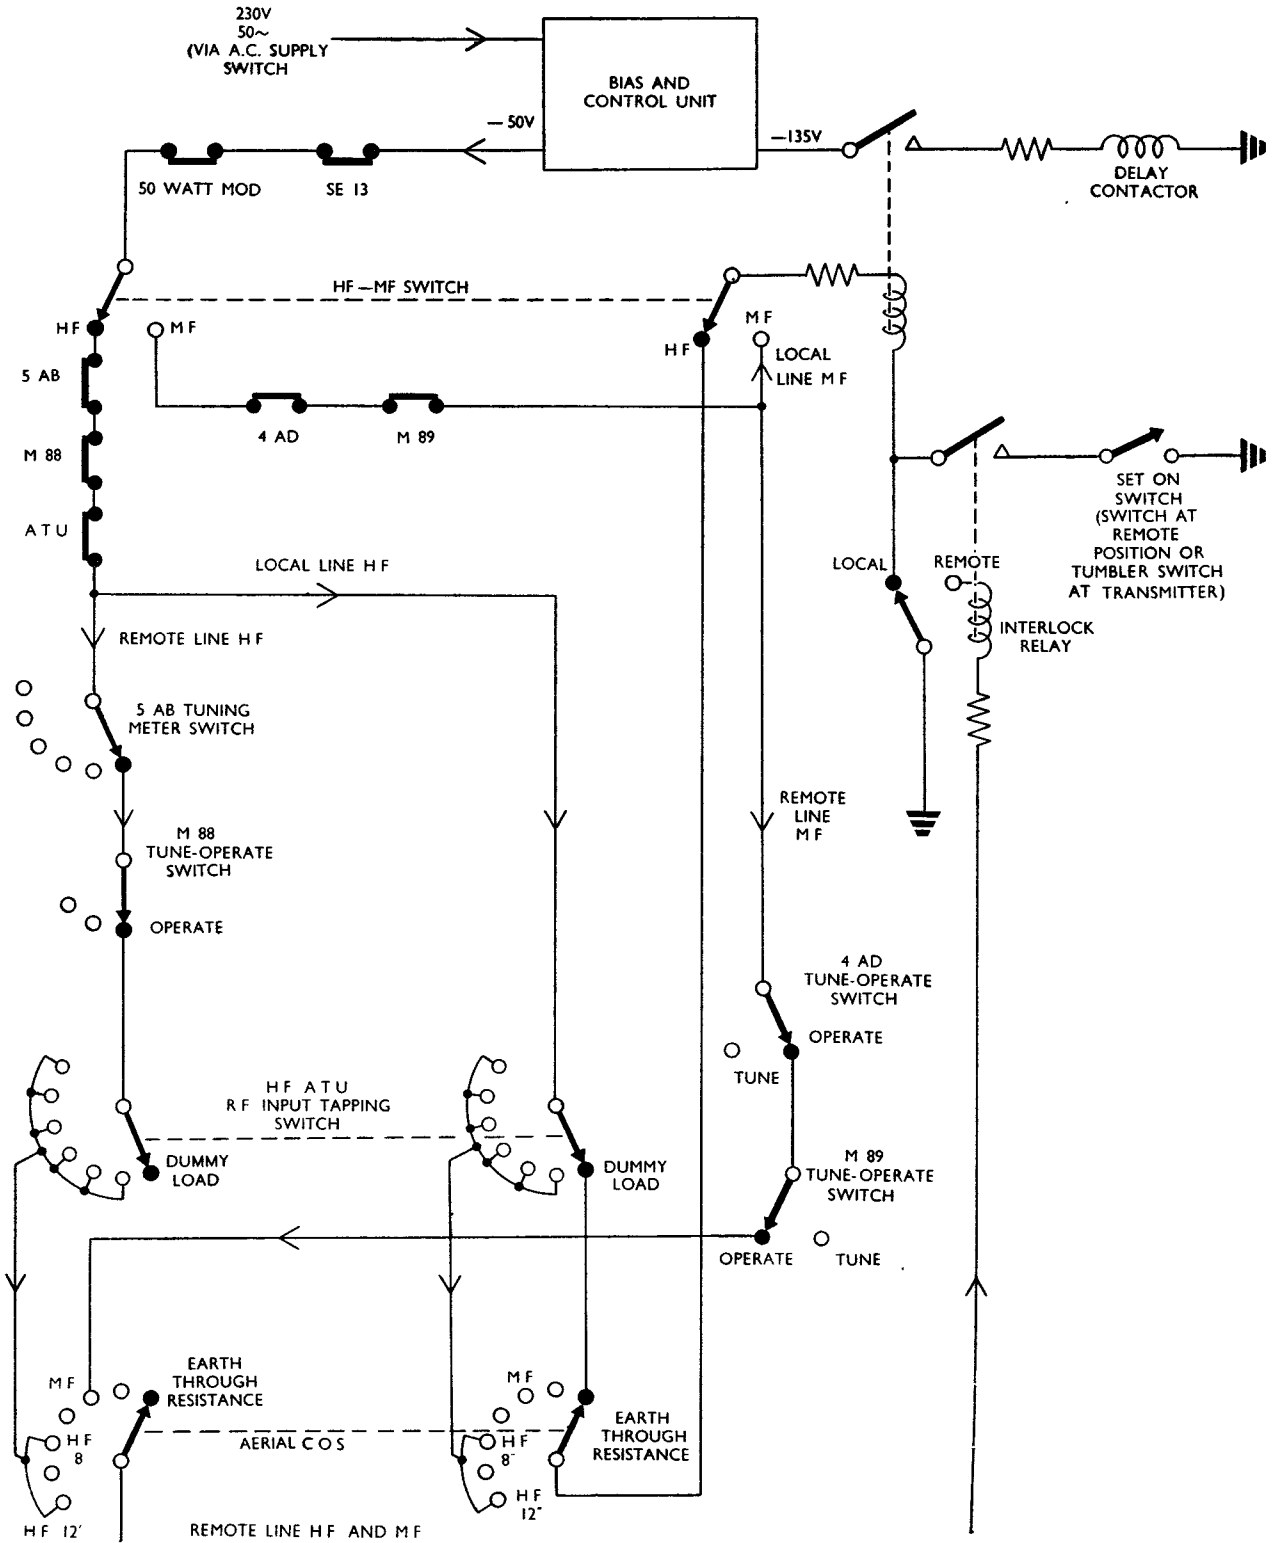 230V
50~
(VIA A.C. SUPPLY
SWITCH
BIAS AND
CONTROL UNIT
— 50V
—135V
50 WATT MOD
SE 13
DELAY
CONTACTOR
HF—MF SWITCH
HF
MF
HF
MF
LOCAL
LINE MF
5 AB
4 AD
M 89
M 88
ATU
SET ON
SWITCH
(SWITCH AT
REMOTE
POSITION OR
TUMBLER SWITCH
AT TRANSMITTER)
LOCAL
REMOTE
INTERLOCK
RELAY
LOCAL LINE HF
REMOTE LINE HF
5 AB TUNING
METER SWITCH
REMOTE
LINE
MF
M 88
TUNE-OPERATE
SWITCH
OPERATE
4 AD
TUNE-OPERATE
SWITCH
OPERATE
TUNE
HF ATU
RF INPUT TAPPING
SWITCH
DUMMY
LOAD
DUMMY
LOAD
M 89
TUNE-OPERATE
SWITCH
OPERATE
TUNE
MF
EARTH
THROUGH
RESISTANCE
MF
EARTH
THROUGH
RESISTANCE
HF
8
AERIAL COS
HF
8"
HF
12"
HF 12'
REMOTE LINE HF AND MF